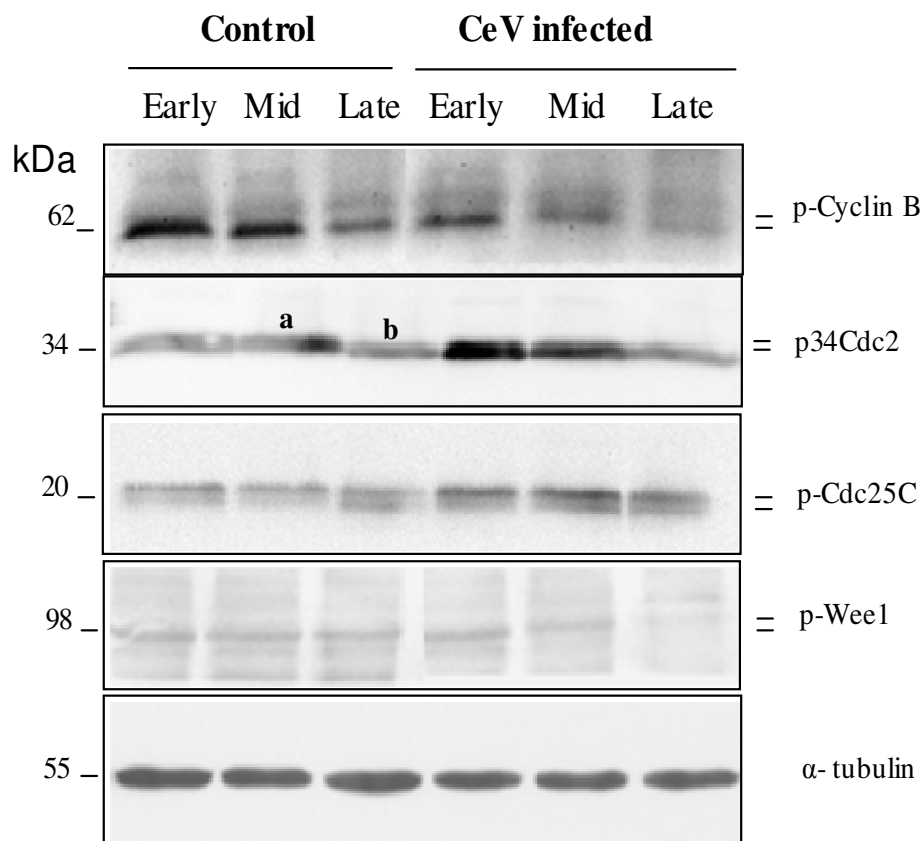 Control CeV infected
Early Mid Late Early Mid Late
kDa
62 p-Cyclin B
a b
34 p34Cdc2
20 p-Cdc25C
98 p-Wee1
55 α- tubulin